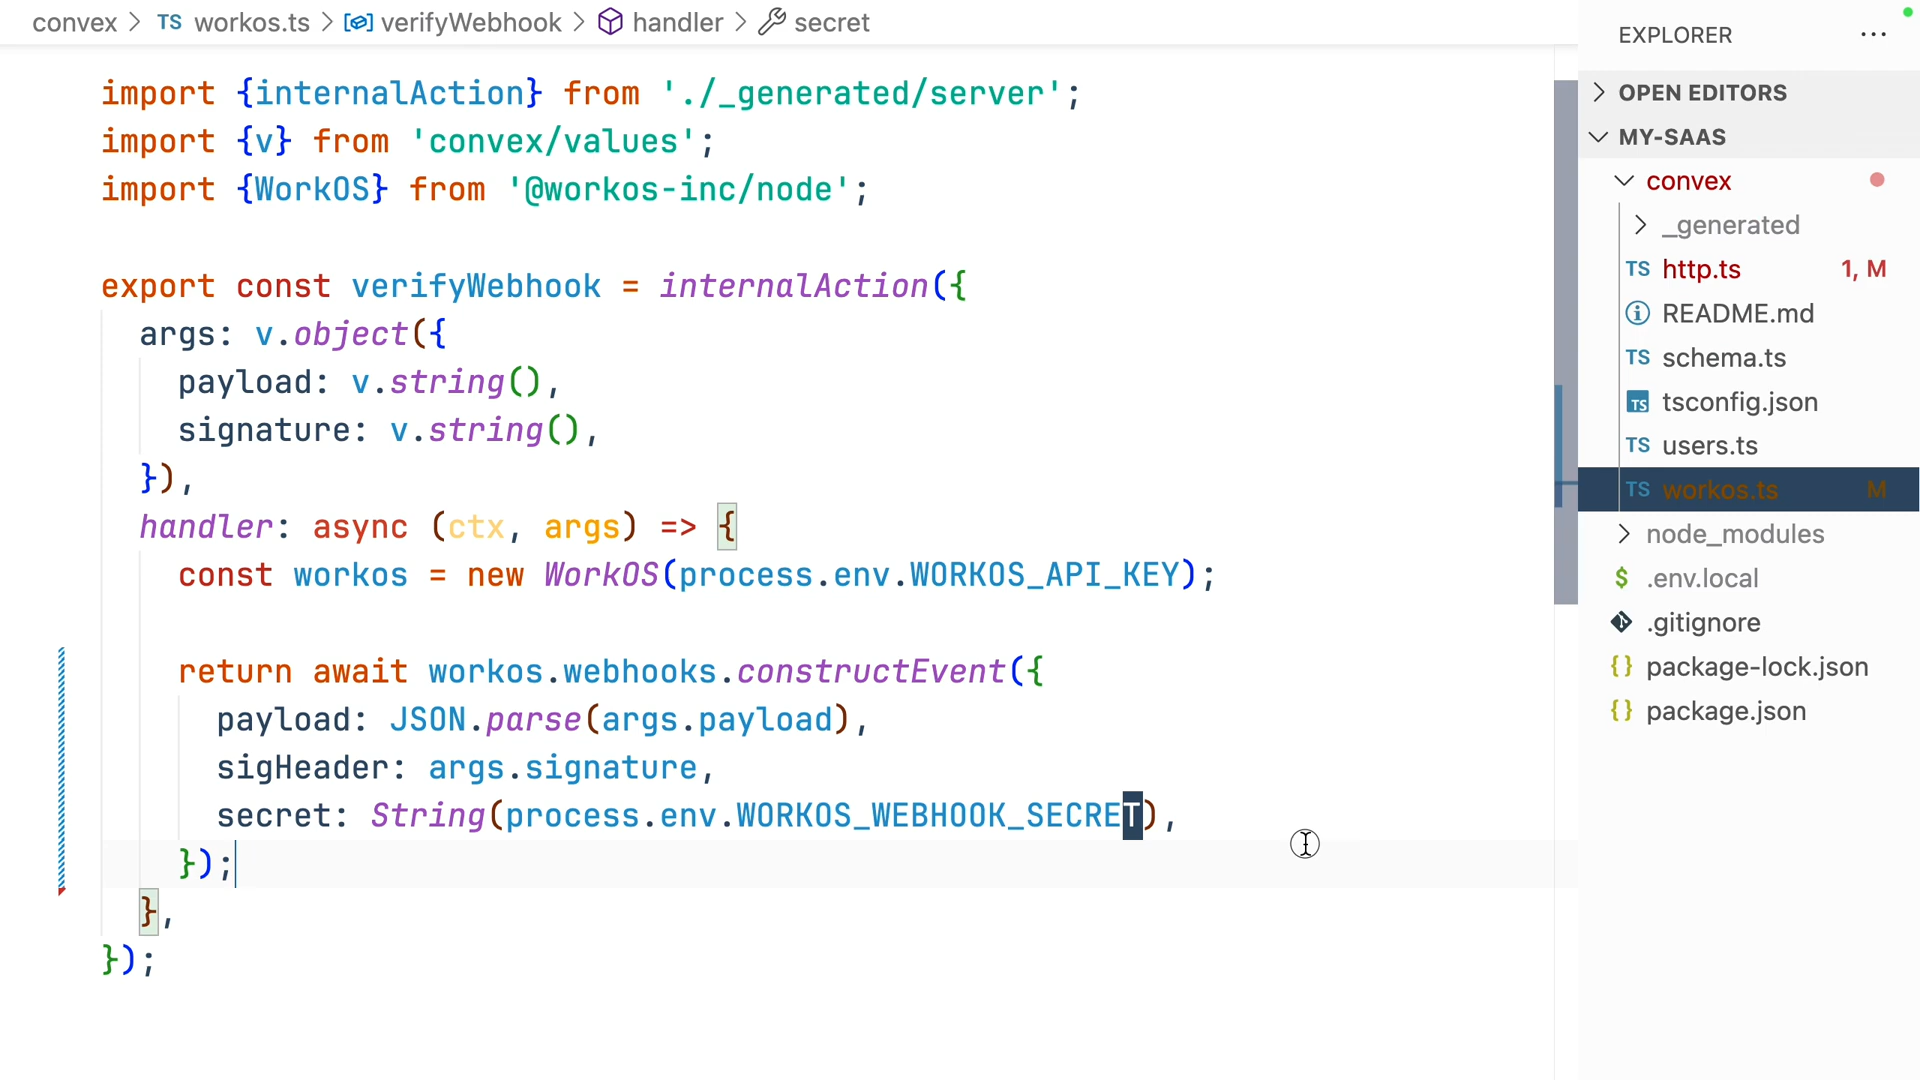 convex > TS workos.ts > verifyWebhook > handler > secret
import {internalAction} from './_generated/server';
import {v} from 'convex/values';
import {WorkOS} from '@workos-inc/node';
export const verifyWebhook = internalAction({
args: v.object({
payload: v.string(),
signature: v.string(),
}),
handler: async (ctx, args) => {
const workos = new WorkOS(process.env.WORKOS_API_KEY);
return await workos.webhooks.constructEvent({
payload: JSON.parse(args.payload),
sigHeader: args.signature,
secret: String(process.env.WORKOS_WEBHOOK_SECRET),
});
},
});
EXPLORER ···
OPEN EDITORS
MY-SAAS
convex
_generated
TS http.ts 1, M
README.md
TS schema.ts
TS tsconfig.json
TS users.ts
TS workos.ts M
node_modules
$ .env.local
.gitignore
{} package-lock.json
{} package.json